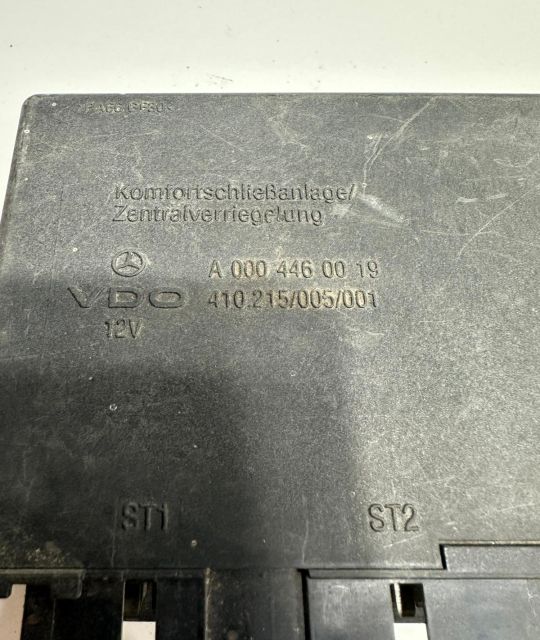 Komfortschließanlage/
Zentralverriegelung
A 000 446 00 19
VDO 410.215/005/001
12V
ST1 ST2